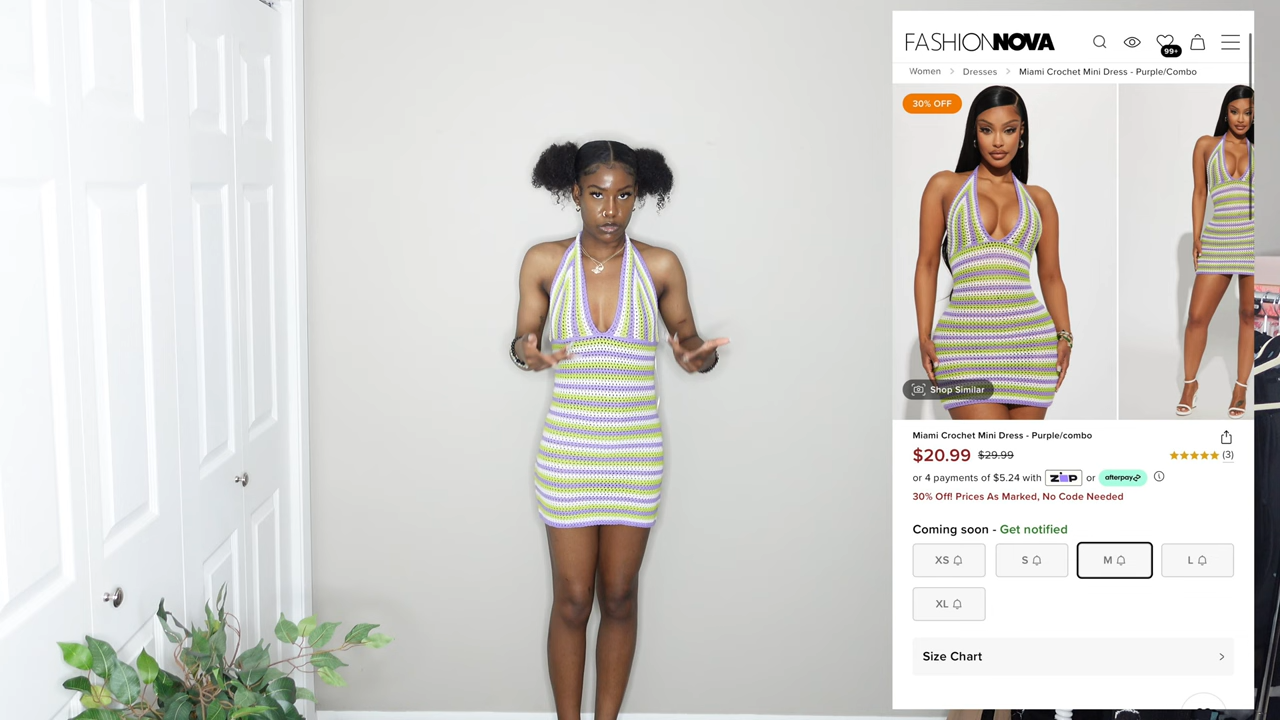 FASHIONNOVA
99+
Women > Dresses > Miami Crochet Mini Dress - Purple/Combo
30% OFF
Shop Similar
Miami Crochet Mini Dress - Purple/combo
$20.99 $29.99
(3)
or 4 payments of $5.24 with zip or afterpay
30% Off! Prices As Marked, No Code Needed
Coming soon - Get notified
XS S M L
XL
Size Chart